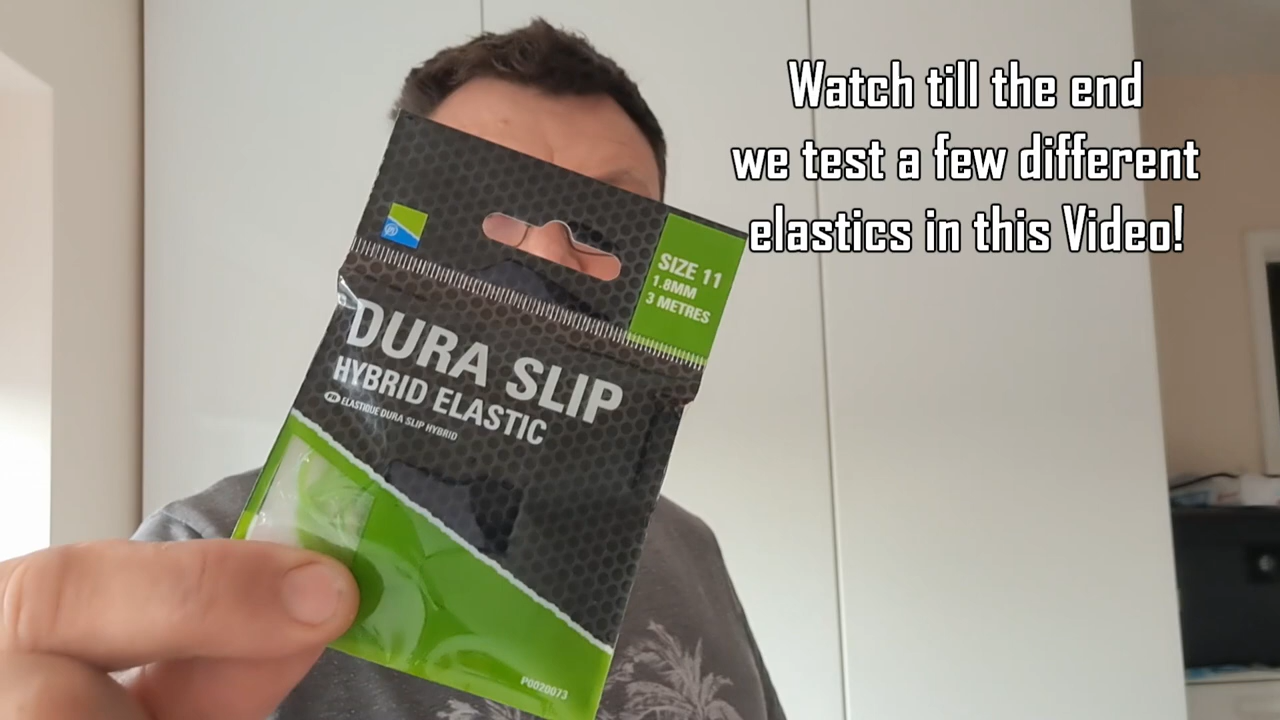 Watch till the end
we test a few different
elastics in this Video!
SIZE 11
1.8MM
3 METRES
DURA SLIP
HYBRID ELASTIC
FR ELASTIQUE DURA SLIP HYBRID
P0020073